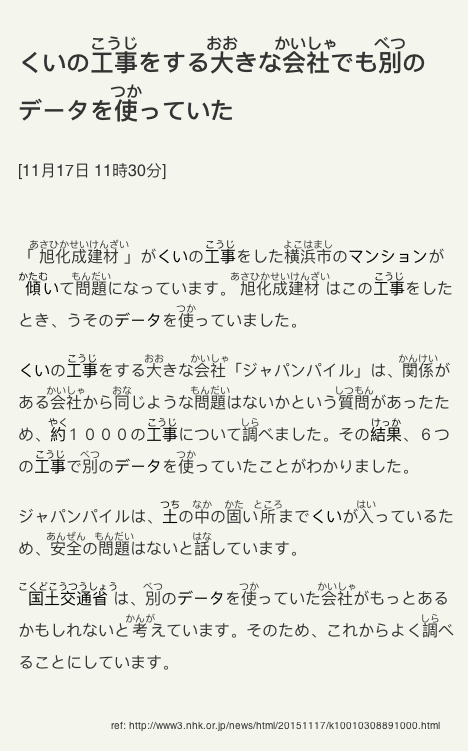 くいの工事をする大きな会社でも別の
データを使っていた
[11月17日 11時30分]
「旭化成建材」がくいの工事をした横浜市のマンションが
傾いて問題になっています。旭化成建材はこの工事をした
とき、うそのデータを使っていました。
くいの工事をする大きな会社「ジャパンパイル」は、関係が
ある会社から同じような問題はないかという質問があったた
め、約１０００の工事について調べました。その結果、６つ
の工事で別のデータを使っていたことがわかりました。
ジャパンパイルは、土の中の固い所までくいが入っているた
め、安全の問題はないと話しています。
国土交通省は、別のデータを使っていた会社がもっとある
かもしれないと考えています。そのため、これからよく調べ
ることにしています。
ref: http://www3.nhk.or.jp/news/html/20151117/k10010308891000.html